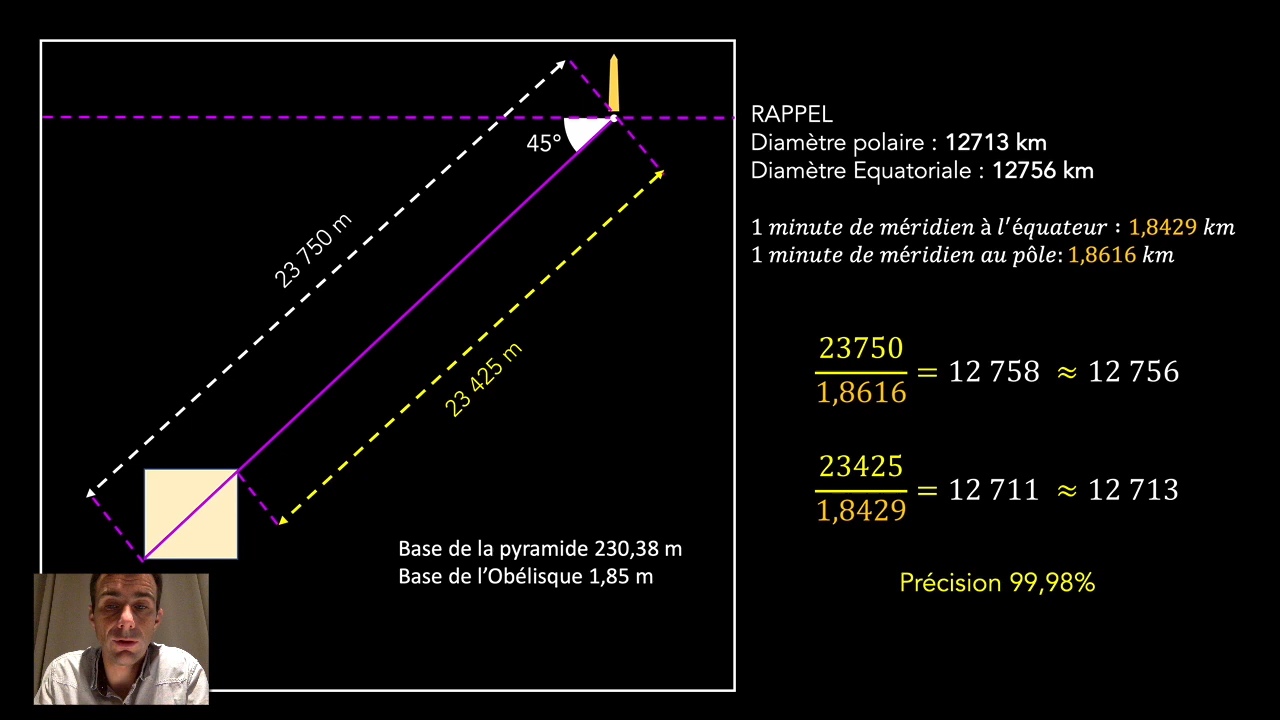 45°
23 750 m
23 425 m
Base de la pyramide 230,38 m
Base de l’Obélisque 1,85 m
RAPPEL
Diamètre polaire : 12713 km
Diamètre Equatoriale : 12756 km
1 minute de méridien à l'équateur : 1,8429 km
1 minute de méridien au pôle: 1,8616 km
23750
1,8616
= 12 758 ≈ 12 756
23425
1,8429
= 12 711 ≈ 12 713
Précision 99,98%